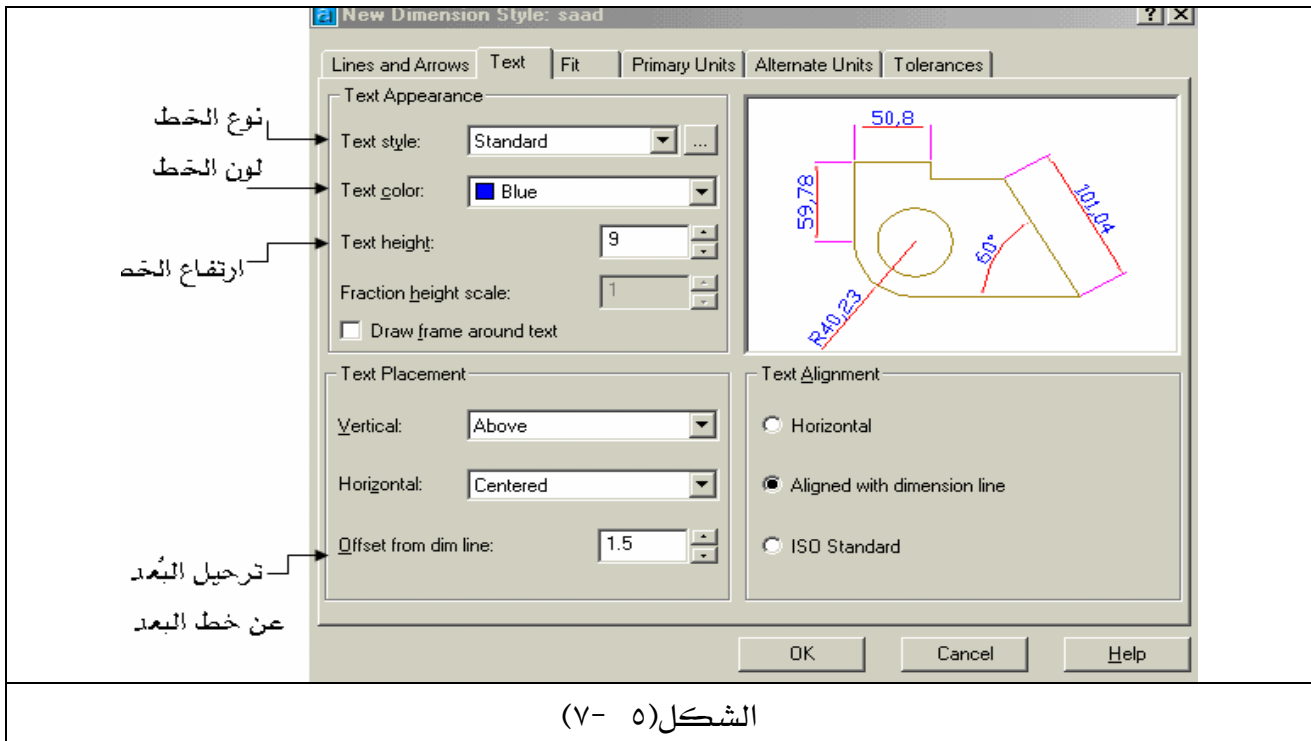 New Dimension Style: saad
Lines and Arrows Text Fit Primary Units Alternate Units Tolerances
Text Appearance
نوع الخط
Text style: Standard ...
لون الخط
Text color: Blue
Text height: 9
ارتفاع الخط
Fraction height scale: 1
Draw frame around text
50,8
59,78
101,04
60°
R40,23
Text Placement
Vertical: Above
Horizontal: Centered
Offset from dim line: 1.5
ترحيل البُعد
عن خط البعد
Text Alignment
Horizontal
Aligned with dimension line
ISO Standard
OK Cancel Help
الشكل(٥ -٧)